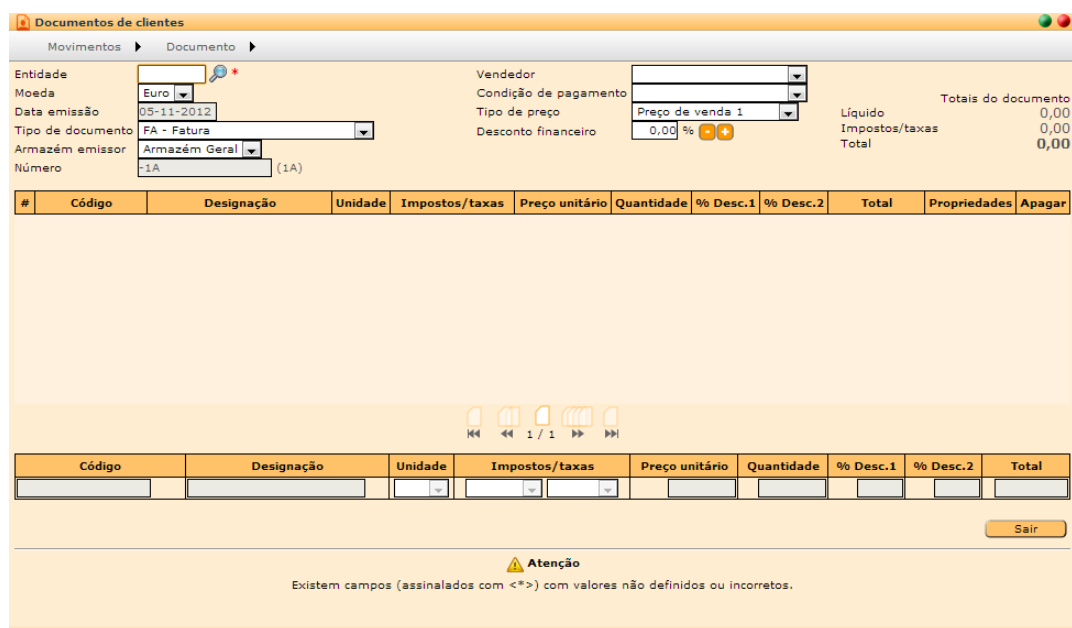 Documentos de clientes
Movimentos Documento
Entidade *
Moeda Euro
Data emissão 05-11-2012
Tipo de documento FA - Fatura
Armazém emissor Armazém Geral
Número -1A (1A)
Vendedor
Condição de pagamento
Tipo de preço Preço de venda 1
Desconto financeiro 0,00 % - +
Totais do documento
Líquido 0,00
Impostos/taxas 0,00
Total 0,00
# Código Designação Unidade Impostos/taxas Preço unitário Quantidade % Desc.1 % Desc.2 Total Propriedades Apagar
1 / 1
Código Designação Unidade Impostos/taxas Preço unitário Quantidade % Desc.1 % Desc.2 Total
Sair
Atenção
Existem campos (assinalados com <*>) com valores não definidos ou incorretos.